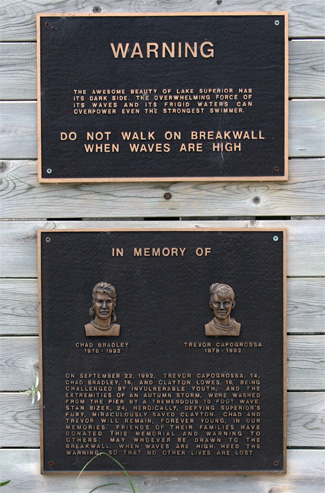 WARNING
THE AWESOME BEAUTY OF LAKE SUPERIOR HAS
ITS DARK SIDE. THE OVERWHELMING FORCE OF
ITS WAVES AND ITS FRIGID WATERS CAN
OVERPOWER EVEN THE STRONGEST SWIMMER.
DO NOT WALK ON BREAKWALL
WHEN WAVES ARE HIGH
IN MEMORY OF
CHAD BRADLEY
1976-1992
TREVOR CAPOGROSSA
1978-1992
ON SEPTEMBER 22, 1992, TREVOR CAPOGROSSA, 14,
CHAD BRADLEY, 16, AND CLAYTON LOWES, 16, BEING
CHALLENGED BY INVULNERABLE YOUTH, AND THE
EXTREMITIES OF AN AUTUMN STORM, WERE WASHED
FROM THE PIER BY A TREMENDOUS 10 FOOT WAVE.
STAN BIZEK, 24, HEROICALLY, DEFYING SUPERIOR'S
FURY, MIRACULOUSLY SAVED CLAYTON. CHAD AND
TREVOR WILL REMAIN, FOREVER YOUNG, IN OUR
MEMORIES. FRIENDS OF THEIR FAMILIES HAVE
DONATED THIS MEMORIAL AND WARNING TO
OTHERS: MAY WHOEVER BE DRAWN TO THE
BREAKWALL, WHEN WAVES ARE HIGH, HEED THE
WARNING, SO THAT NO OTHER LIVES ARE LOST.